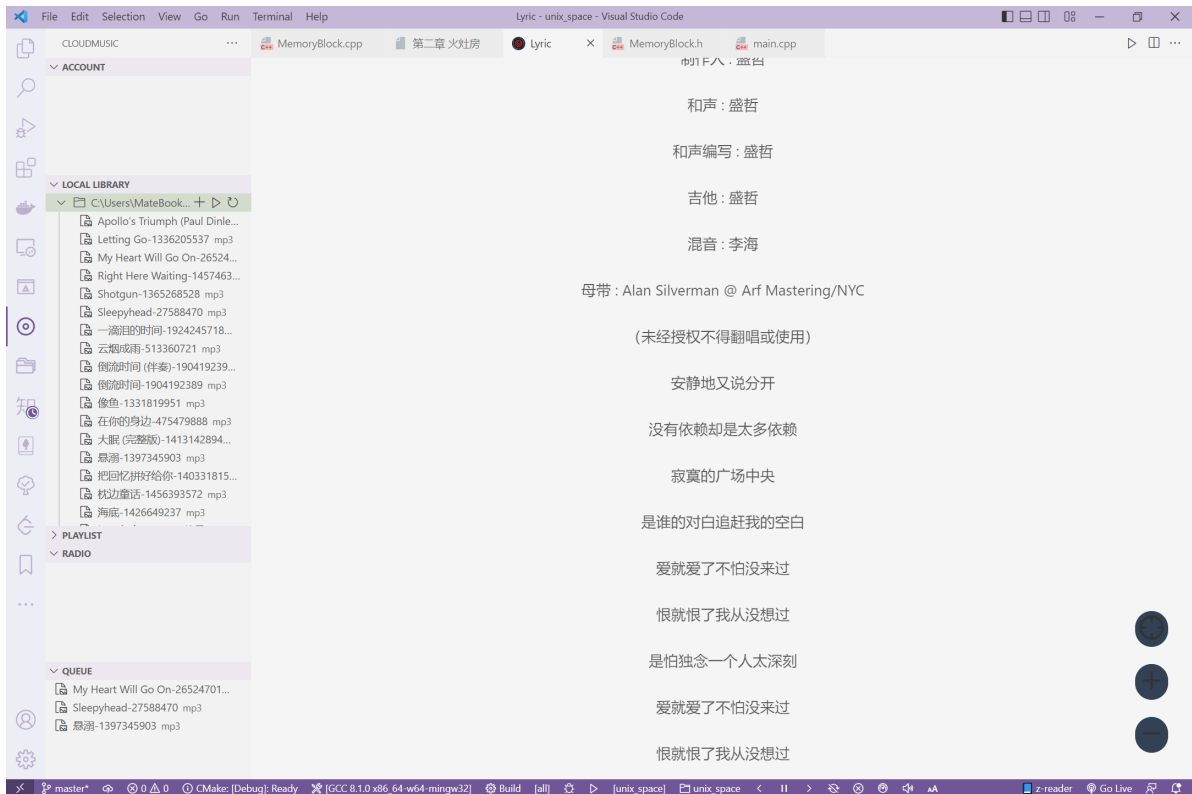 File Edit Selection View Go Run Terminal Help
Lyric - unix_space - Visual Studio Code
CLOUDMUSIC
MemoryBlock.cpp
第二章 火灶房
Lyric
MemoryBlock.h
main.cpp
ACCOUNT
LOCAL LIBRARY
C:\Users\MateBook...
Apollo's Triumph (Paul Dinle...
Letting Go-1336205537 mp3
My Heart Will Go On-26524...
Right Here Waiting-1457463...
Shotgun-1365268528 mp3
Sleepyhead-27588470 mp3
一滴泪的时间-1924245718...
云烟成雨-513360721 mp3
倒流时间 (伴奏)-190419239...
倒流时间-1904192389 mp3
像鱼-1331819951 mp3
在你的身边-475479888 mp3
大眠 (完整版)-1413142894...
悬溺-1397345903 mp3
把回忆拼好给你-140331815...
枕边童话-1456393572 mp3
海底-1426649237 mp3
PLAYLIST
RADIO
QUEUE
My Heart Will Go On-26524701...
Sleepyhead-27588470 mp3
悬溺-1397345903 mp3
制作人 : 盛哲
和声 : 盛哲
和声编写 : 盛哲
吉他 : 盛哲
混音 : 李海
母带 : Alan Silverman @ Arf Mastering/NYC
（未经授权不得翻唱或使用）
安静地又说分开
没有依赖却是太多依赖
寂寞的广场中央
是谁的对白追赶我的空白
爱就爱了不怕没来过
恨就恨了我从没想过
是怕独念一个人太深刻
爱就爱了不怕没来过
恨就恨了我从没想过
知
master* 0 0 CMake: [Debug]: Ready [GCC 8.1.0 x86_64-w64-mingw32] Build [all] [unix_space] unix_space z-reader Go Live